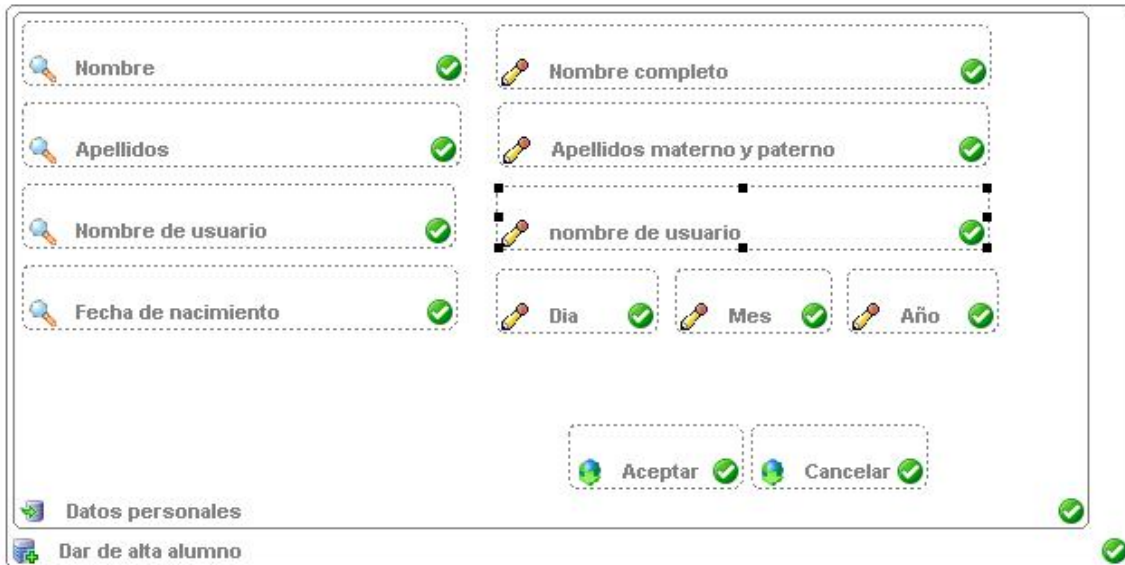 Nombre
Nombre completo
Apellidos
Apellidos materno y paterno
Nombre de usuario
nombre de usuario
Fecha de nacimiento
Dia
Mes
Año
Aceptar
Cancelar
Datos personales
Dar de alta alumno